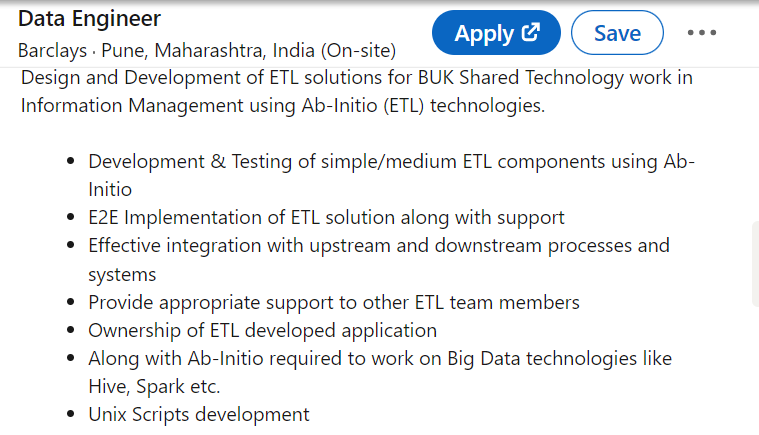 Data Engineer
Apply
Save
Barclays · Pune, Maharashtra, India (On-site)
Design and Development of ETL solutions for BUK Shared Technology work in
Information Management using Ab-Initio (ETL) technologies.
• Development & Testing of simple/medium ETL components using Ab-
Initio
• E2E Implementation of ETL solution along with support
• Effective integration with upstream and downstream processes and
systems
• Provide appropriate support to other ETL team members
• Ownership of ETL developed application
• Along with Ab-Initio required to work on Big Data technologies like
Hive, Spark etc.
• Unix Scripts development